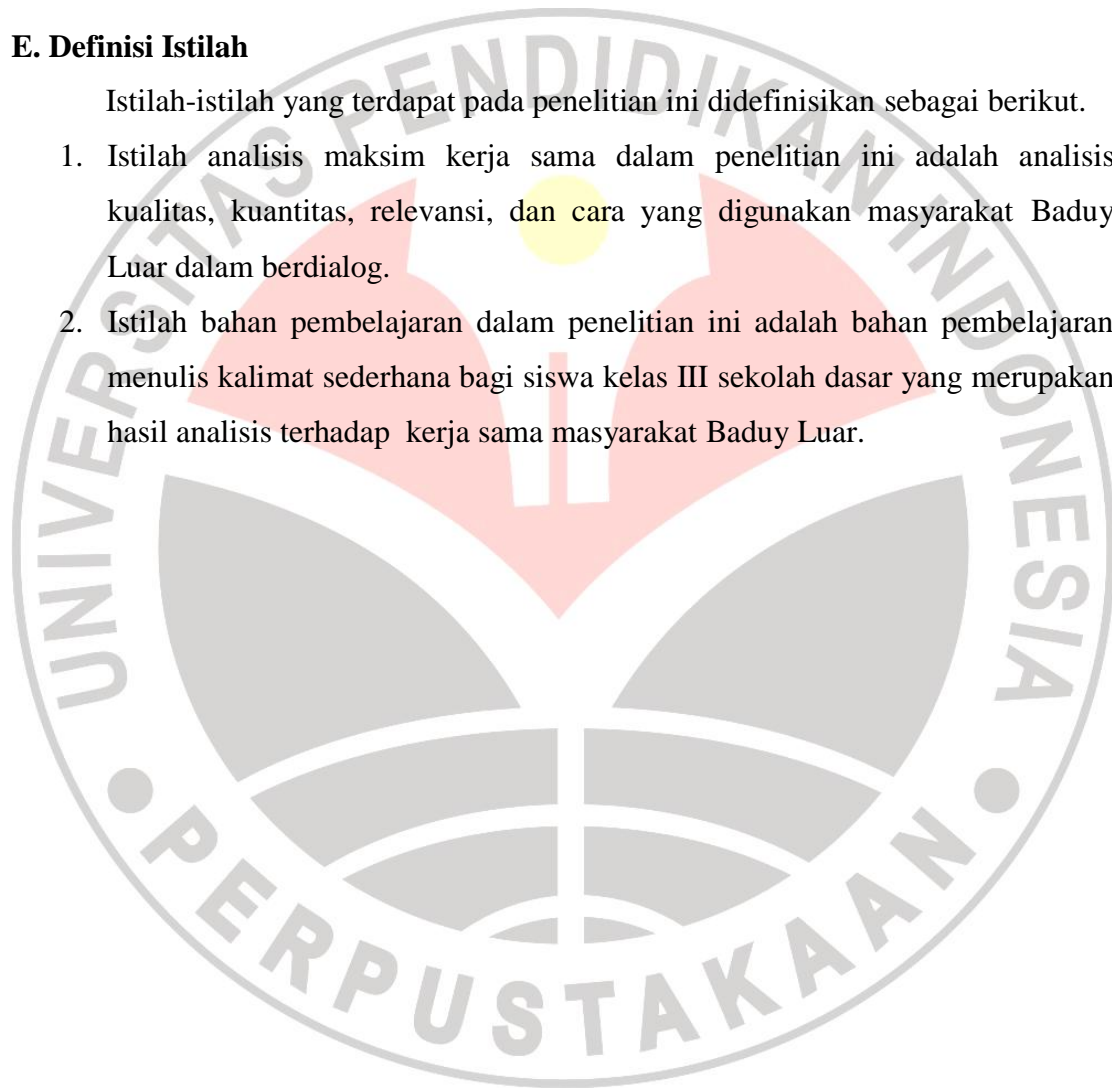 E. Definisi Istilah
Istilah-istilah yang terdapat pada penelitian ini didefinisikan sebagai berikut.
1. Istilah analisis maksim kerja sama dalam penelitian ini adalah analisis
kualitas, kuantitas, relevansi, dan cara yang digunakan masyarakat Baduy
Luar dalam berdialog.
2. Istilah bahan pembelajaran dalam penelitian ini adalah bahan pembelajaran
menulis kalimat sederhana bagi siswa kelas III sekolah dasar yang merupakan
hasil analisis terhadap kerja sama masyarakat Baduy Luar.
UNIVERSITAS PENDIDIKAN INDONESIA
PERPUSTAKAAN